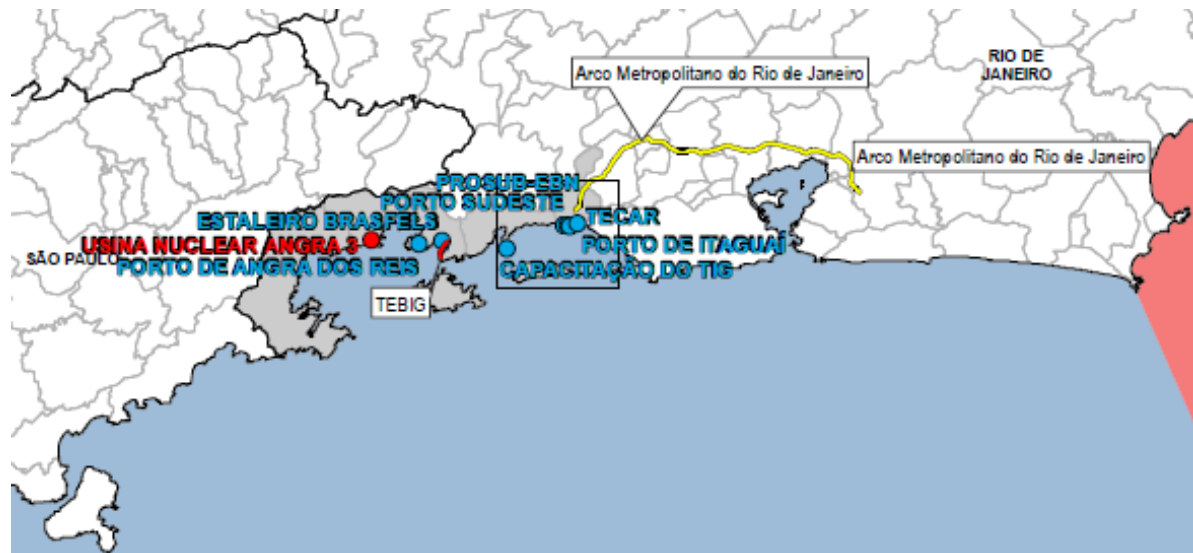 RIO DE
JANEIRO
Arco Metropolitano do Rio de Janeiro
Arco Metropolitano do Rio de Janeiro
PROSUB-EBN
PORTO SUDESTE
ESTALEIRO BRASFELS
TECAR
USINA NUCLEAR ANGRA 3
PORTO DE ITAGUAÍ
SÃO PAULO
PORTO DE ANGRA DOS REIS
CAPACITAÇÃO DO TIG
TEBIG